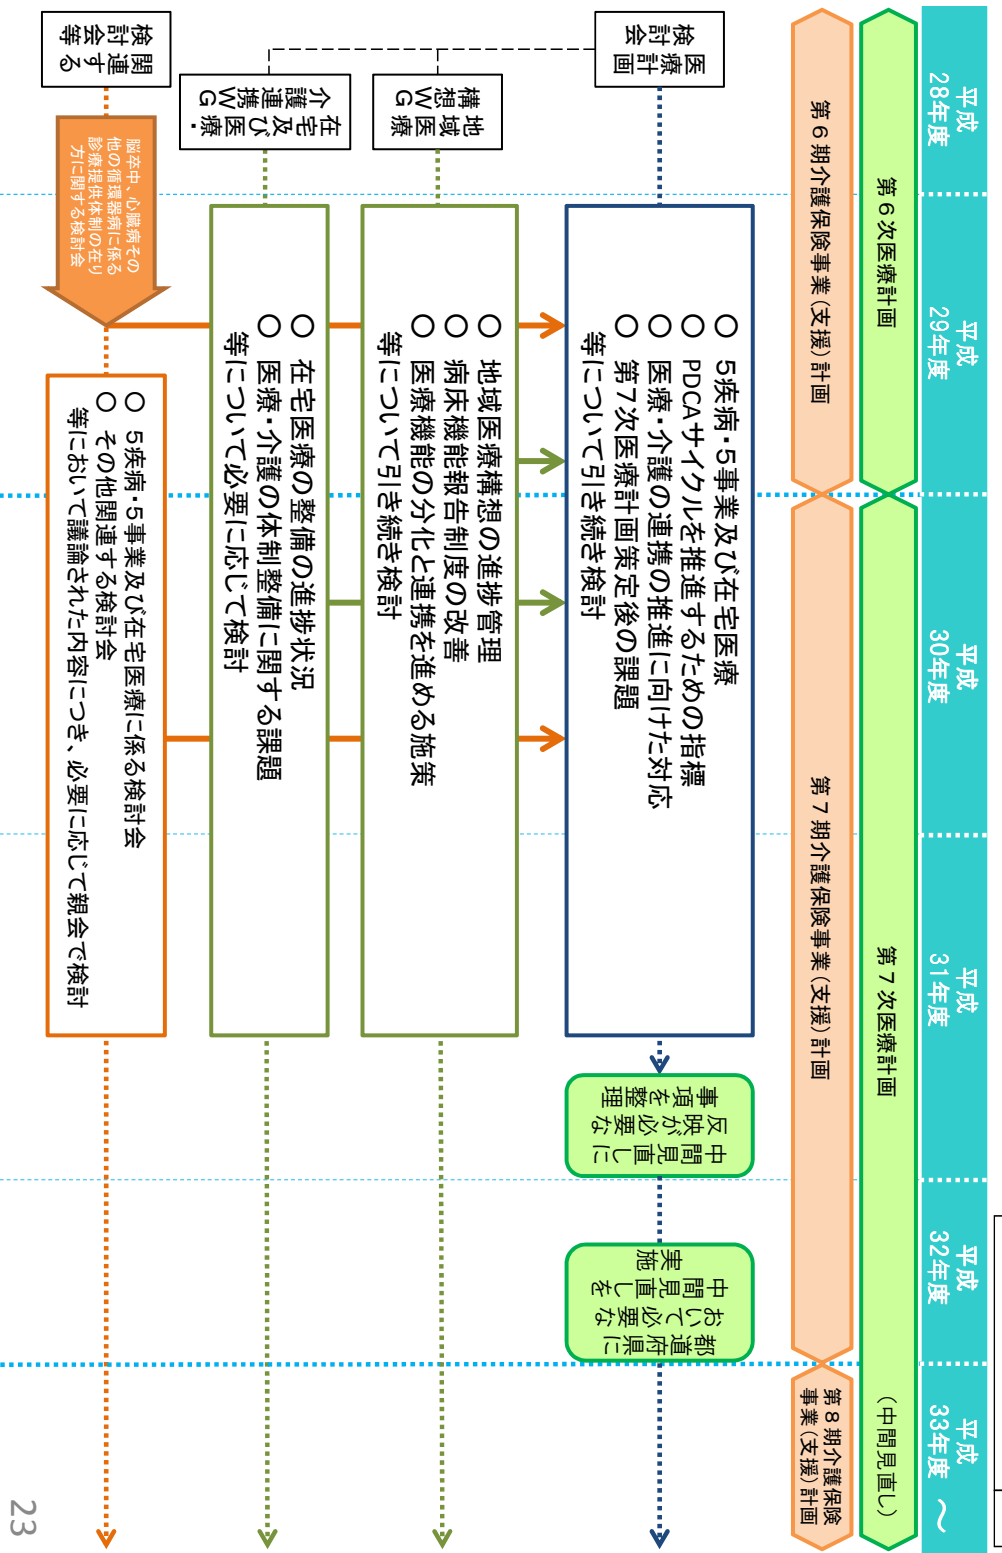 平成
28年度
平成
29年度
平成
30年度
平成
31年度
平成
32年度
平成
33年度 ~
第6次医療計画
第7次医療計画
（中間見直し）
第6期介護保険事業（支援）計画
第7期介護保険事業（支援）計画
第8期介護保険
事業（支援）計画
医療計画
検討会
○ 5疾病・5事業及び在宅医療
○ PDCAサイクルを推進するための指標
○ 医療・介護の連携の推進に向けた対応
○ 第7次医療計画策定後の課題
等について引き続き検討
中間見直しに
反映が必要な
事項を整理
都道府県に
おいて必要な
中間見直しを
実施
地域医療
構想WG
○ 地域医療構想の進捗管理
○ 病床機能報告制度の改善
○ 医療機能の分化と連携を進める施策
等について引き続き検討
在宅医療・
及び医療
介護連携WG
○ 在宅医療の整備の進捗状況
○ 医療・介護の体制整備に関する課題
等について必要に応じて検討
関連する
検討会等
脳卒中、心臓病その
他の循環器病に係る
診療提供体制の在り
方に関する検討会
○ 5疾病・5事業及び在宅医療に係る検討会
○ その他関連する検討会
等において議論された内容につき、必要に応じて親会で検討
23